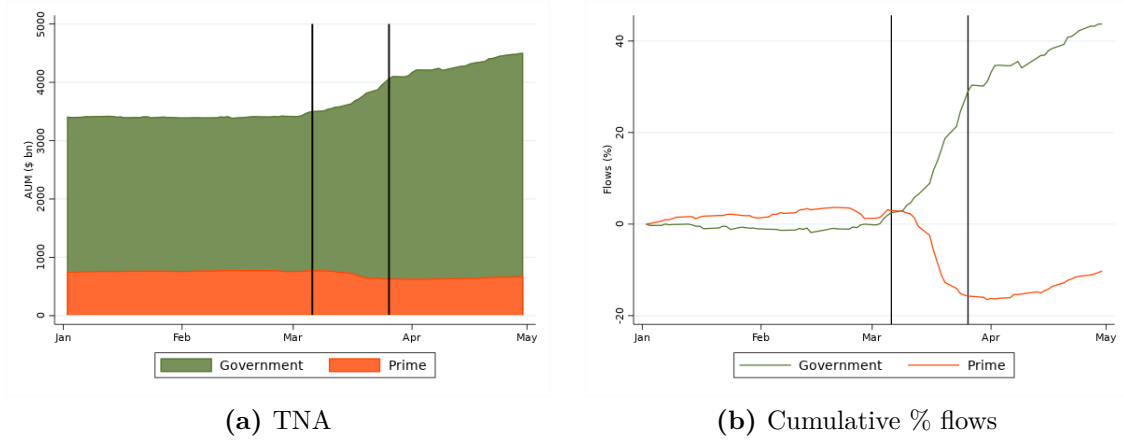 AUM ($ bn)
5000
4000
3000
2000
1000
0
Jan Feb Mar Apr May
Government Prime
(a) TNA
Flows (%)
40
20
0
-20
Jan Feb Mar Apr May
Government Prime
(b) Cumulative % flows